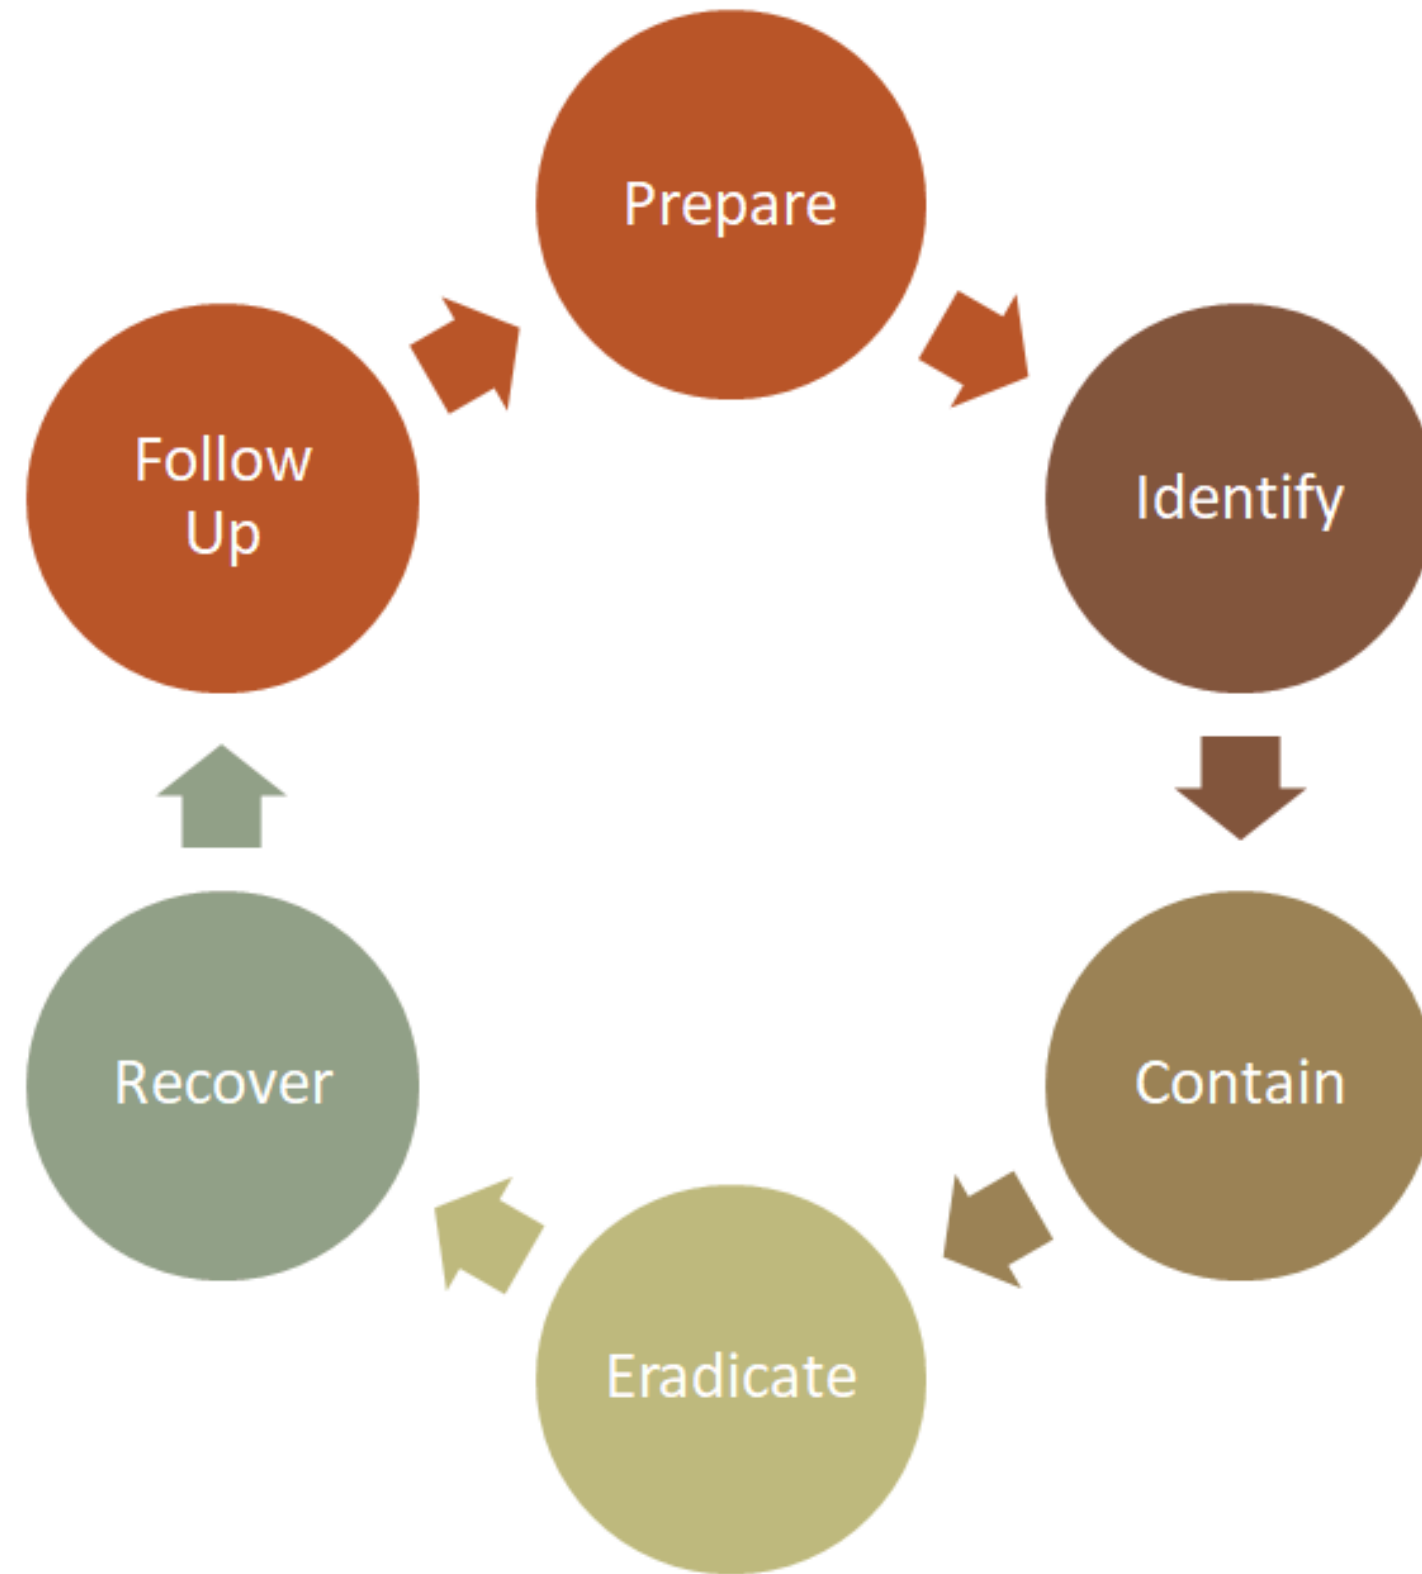 Prepare
Identify
Contain
Eradicate
Recover
Follow
Up